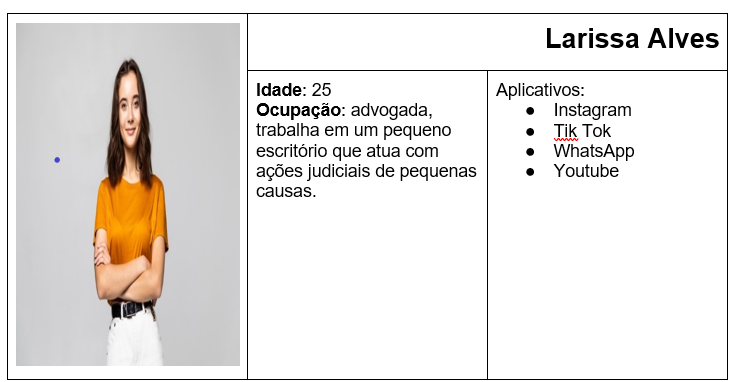 Larissa Alves
Idade: 25
Ocupação: advogada,
trabalha em um pequeno
escritório que atua com
ações judiciais de pequenas
causas.
Aplicativos:
● Instagram
● Tik Tok
● WhatsApp
● Youtube